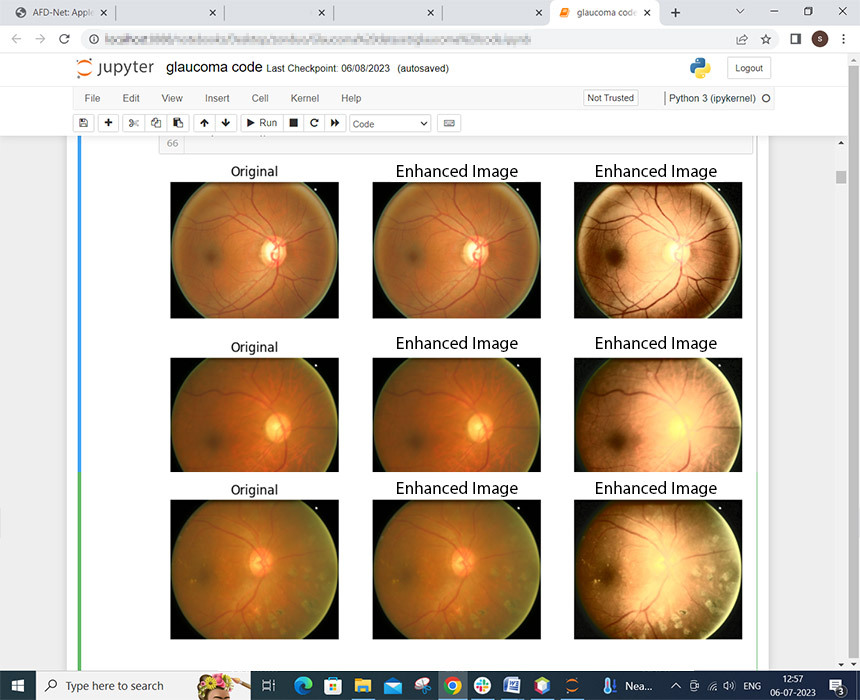 AFD-Net: Apple
glaucoma code
jupyter glaucoma code Last Checkpoint: 06/08/2023 (autosaved)
Logout
File Edit View Insert Cell Kernel Help Not Trusted Python 3 (ipykernel)
Run Code
66
Original Enhanced Image Enhanced Image
Original Enhanced Image Enhanced Image
Original Enhanced Image Enhanced Image
Type here to search
Nea... ENG
12:57
06-07-2023
3